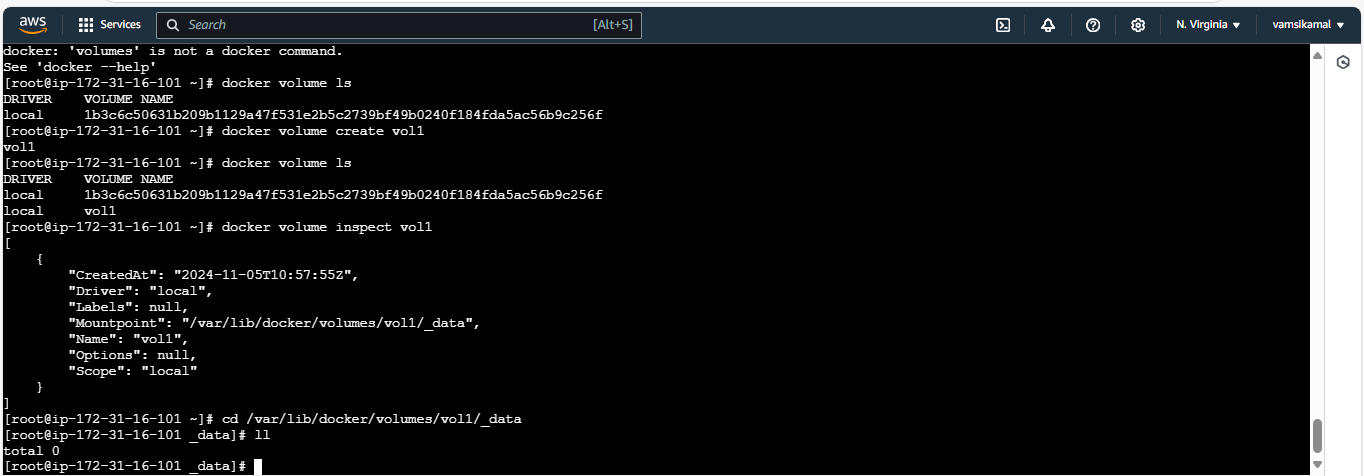 aws Services Search [Alt+S] N. Virginia vamsikamal
docker: 'volumes' is not a docker command.
See 'docker --help'
[root@ip-172-31-16-101 ~]# docker volume ls
DRIVER    VOLUME NAME
local     1b3c6c50631b209b1129a47f531e2b5c2739bf49b0240f184fda5ac56b9c256f
[root@ip-172-31-16-101 ~]# docker volume create vol1
vol1
[root@ip-172-31-16-101 ~]# docker volume ls
DRIVER    VOLUME NAME
local     1b3c6c50631b209b1129a47f531e2b5c2739bf49b0240f184fda5ac56b9c256f
local     vol1
[root@ip-172-31-16-101 ~]# docker volume inspect vol1
[
    {
        "CreatedAt": "2024-11-05T10:57:55Z",
        "Driver": "local",
        "Labels": null,
        "Mountpoint": "/var/lib/docker/volumes/vol1/_data",
        "Name": "vol1",
        "Options": null,
        "Scope": "local"
    }
]
[root@ip-172-31-16-101 ~]# cd /var/lib/docker/volumes/vol1/_data
[root@ip-172-31-16-101 _data]# ll
total 0
[root@ip-172-31-16-101 _data]#